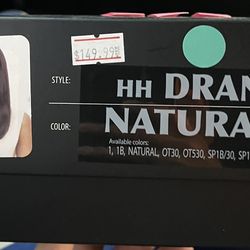 $149.99
STYLE: HH DRAN
COLOR: NATURA
Available colors:
1, 1B, NATURAL, OT30, OT530, SP1B/30, SP1